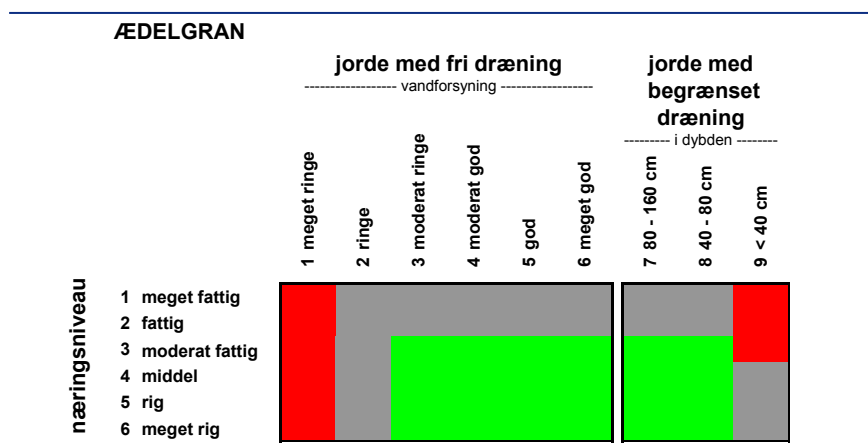 ÆDELGRAN
jorde med fri dræning
------------------ vandforsyning ------------------
jorde med
begrænset
dræning
--------- i dybden --------
1 meget ringe
2 ringe
3 moderat ringe
4 moderat god
5 god
6 meget god
7 80 - 160 cm
8 40 - 80 cm
9 < 40 cm
næringsniveau
1 meget fattig
2 fattig
3 moderat fattig
4 middel
5 rig
6 meget rig